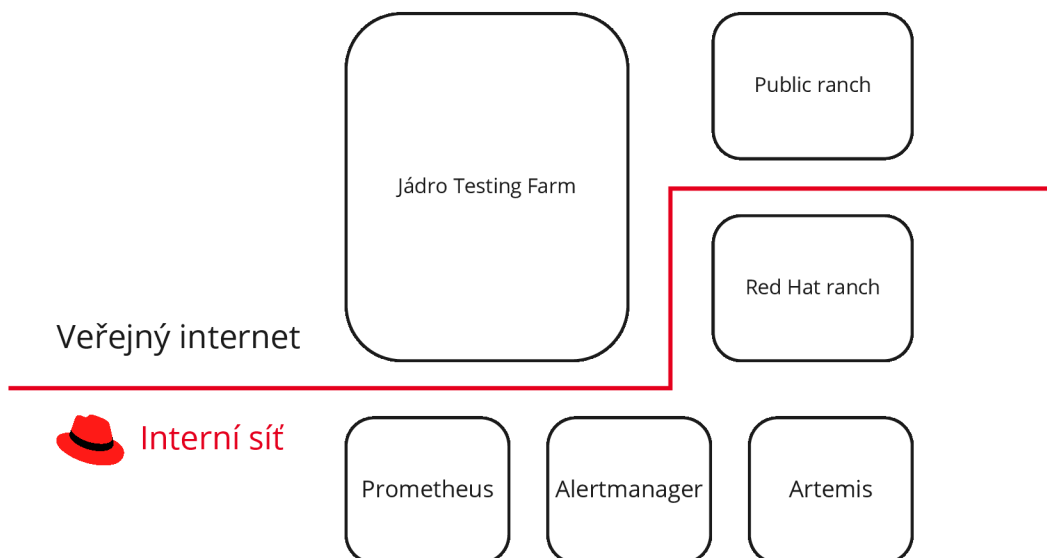 Public ranch
Jádro Testing Farm
Red Hat ranch
Veřejný internet
Interní síť
Prometheus
Alertmanager
Artemis